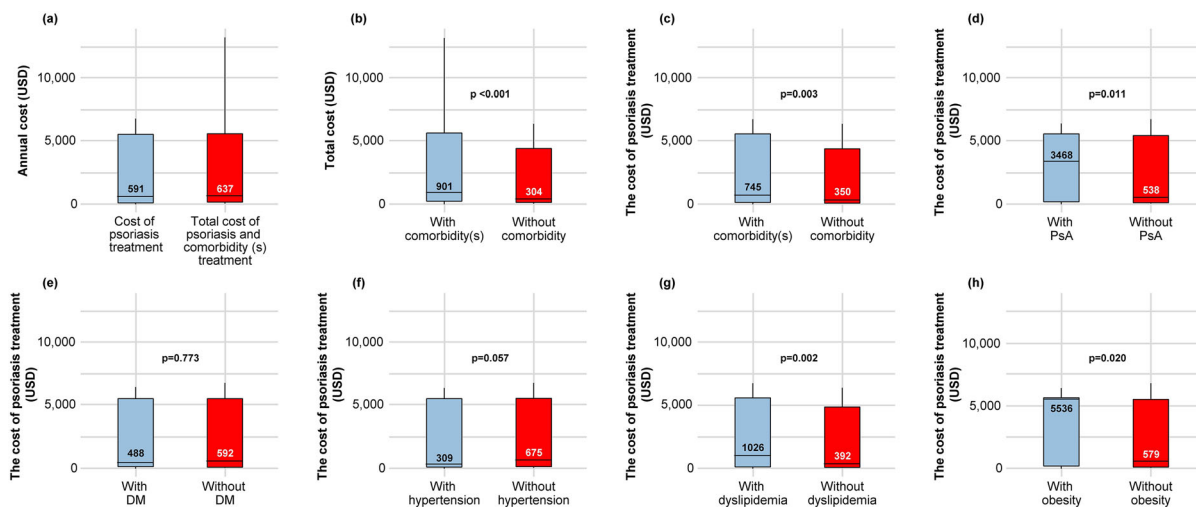 (a)
Annual cost (USD)
10,000
5,000
0
591
637
Cost of
psoriasis
treatment
Total cost of
psoriasis and
comorbidity (s)
treatment
(b)
Total cost (USD)
10,000
5,000
0
p <0.001
901
304
With
comorbidity(s)
Without
comorbidity
(c)
The cost of psoriasis treatment
(USD)
10,000
5,000
0
p=0.003
745
350
With
comorbidity(s)
Without
comorbidity
(d)
The cost of psoriasis treatment
(USD)
10,000
5,000
0
p=0.011
3468
538
With
PsA
Without
PsA
(e)
The cost of psoriasis treatment
(USD)
10,000
5,000
0
p=0.773
488
592
With
DM
Without
DM
(f)
The cost of psoriasis treatment
(USD)
10,000
5,000
0
p=0.057
309
675
With
hypertension
Without
hypertension
(g)
The cost of psoriasis treatment
(USD)
10,000
5,000
0
p=0.002
1026
392
With
dyslipidemia
Without
dyslipidemia
(h)
The cost of psoriasis treatment
(USD)
10,000
5,000
0
p=0.020
5536
579
With
obesity
Without
obesity